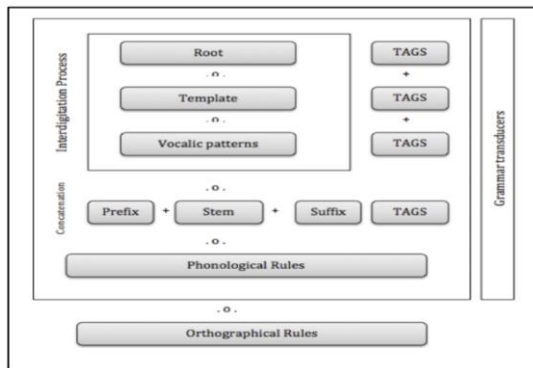 Root
TAGS
.o.
+
Template
TAGS
.o.
+
Vocalic patterns
TAGS
Interdigitation Process
.o.
Prefix + Stem + Suffix TAGS
Concatenation
.o.
Phonological Rules
Grammar transducers
.o.
Orthographical Rules